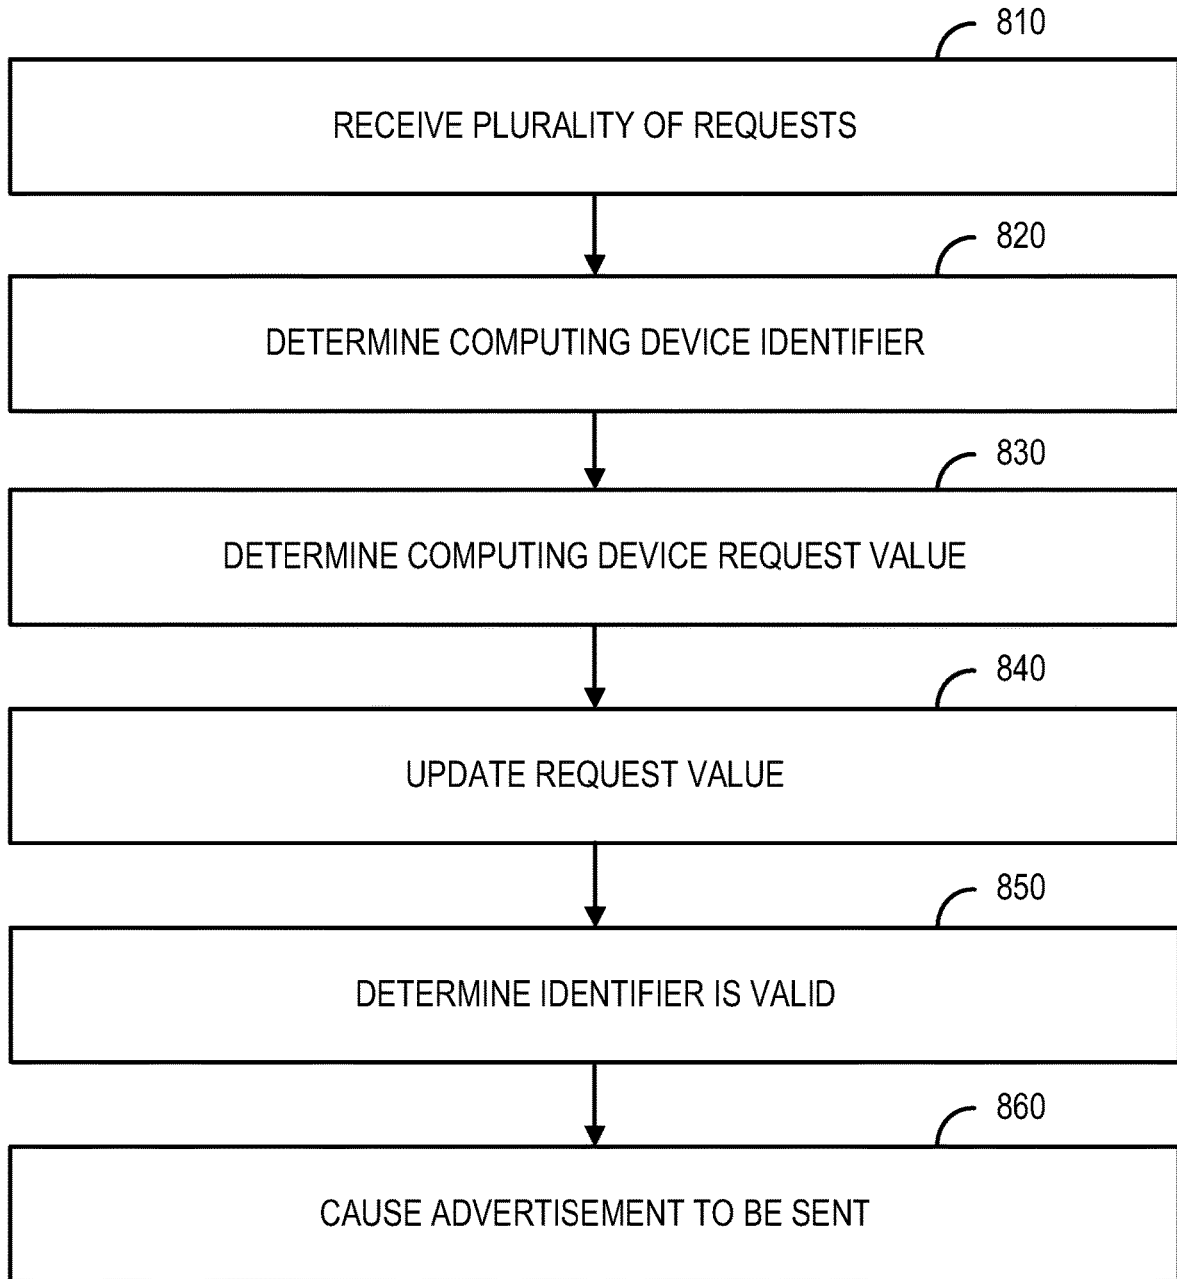 810
RECEIVE PLURALITY OF REQUESTS
820
DETERMINE COMPUTING DEVICE IDENTIFIER
830
DETERMINE COMPUTING DEVICE REQUEST VALUE
840
UPDATE REQUEST VALUE
850
DETERMINE IDENTIFIER IS VALID
860
CAUSE ADVERTISEMENT TO BE SENT